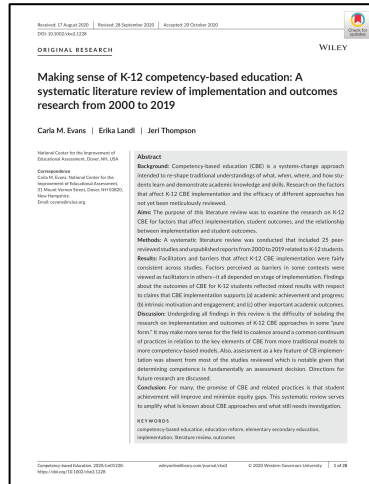 Received: 17 August 2020 | Revised: 28 September 2020 | Accepted: 20 October 2020
DOI: 10.1002/cbe2.1228
Check for
updates
ORIGINAL RESEARCH
WILEY
Making sense of K-12 competency-based education: A
systematic literature review of implementation and outcomes
research from 2000 to 2019
Carla M. Evans | Erika Landl | Jeri Thompson
National Center for the Improvement of
Educational Assessment, Dover, NH, USA
Correspondence
Carla M. Evans, National Center for the
Improvement of Educational Assessment,
31 Mount Vernon Street, Dover, NH 03820,
New Hampshire.
Email: cevans@nciea.org
Abstract
Background: Competency-based education (CBE) is a systems-change approach
intended to re-shape traditional understandings of what, when, where, and how stu-
dents learn and demonstrate academic knowledge and skills. Research on the factors
that affect K-12 CBE implementation and the efficacy of different approaches has
not yet been meticulously reviewed.
Aims: The purpose of this literature review was to examine the research on K-12
CBE for factors that affect implementation, student outcomes, and the relationship
between implementation and student outcomes.
Methods: A systematic literature review was conducted that included 25 peer-
reviewed studies and unpublished reports from 2000 to 2019 related to K-12 students.
Results: Facilitators and barriers that affect K-12 CBE implementation were fairly
consistent across studies. Factors perceived as barriers in some contexts were
viewed as facilitators in others—it all depended on stage of implementation. Findings
about the outcomes of CBE for K-12 students reflected mixed results with respect
to claims that CBE implementation supports (a) academic achievement and progress;
(b) intrinsic motivation and engagement; and (c) other important academic outcomes.
Discussion: Undergirding all findings in this review is the difficulty of isolating the
research on implementation and outcomes of K-12 CBE approaches in some "pure
form." It may make more sense for the field to coalesce around a common continuum
of practices in relation to the key elements of CBE from more traditional models to
more competency-based models. Also, assessment as a key feature of CB implemen-
tation was absent from most of the studies reviewed which is notable given that
determining competence is fundamentally an assessment decision. Directions for
future research are discussed.
Conclusion: For many, the promise of CBE and related practices is that student
achievement will improve and minimize equity gaps. This systematic review serves
to amplify what is known about CBE approaches and what still needs investigation.
KEYWORDS
competency-based education, education reform, elementary secondary education,
implementation, literature review, outcomes
Competency-based Education. 2020;5:e01228.
https://doi.org/10.1002/cbe2.1228
wileyonlinelibrary.com/journal/cbe2
© 2020 Western Governors University
1 of 28